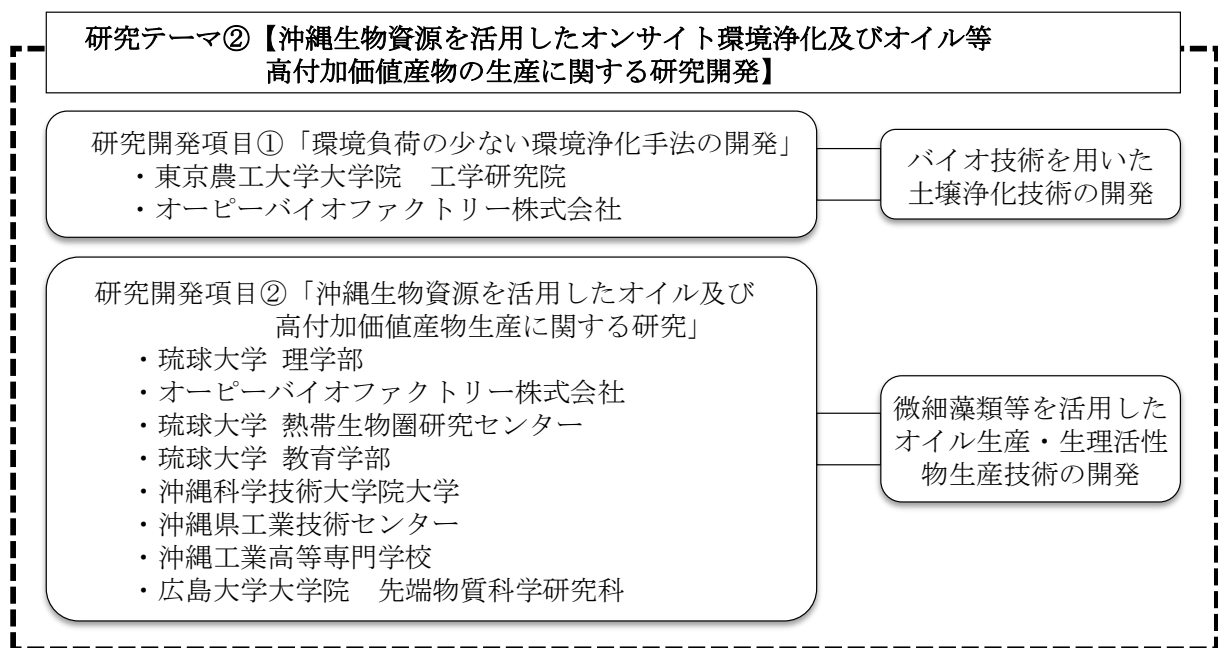 研究テーマ②【沖縄生物資源を活用したオンサイト環境浄化及びオイル等
高付加価値産物の生産に関する研究開発】
研究開発項目①「環境負荷の少ない環境浄化手法の開発」
・東京農工大学大学院　工学研究院
・オーピーバイオファクトリー株式会社
バイオ技術を用いた
土壌浄化技術の開発
研究開発項目②「沖縄生物資源を活用したオイル及び
高付加価値産物生産に関する研究」
・琉球大学 理学部
・オーピーバイオファクトリー株式会社
・琉球大学 熱帯生物圏研究センター
・琉球大学 教育学部
・沖縄科学技術大学院大学
・沖縄県工業技術センター
・沖縄工業高等専門学校
・広島大学大学院　先端物質科学研究科
微細藻類等を活用した
オイル生産・生理活性
物生産技術の開発